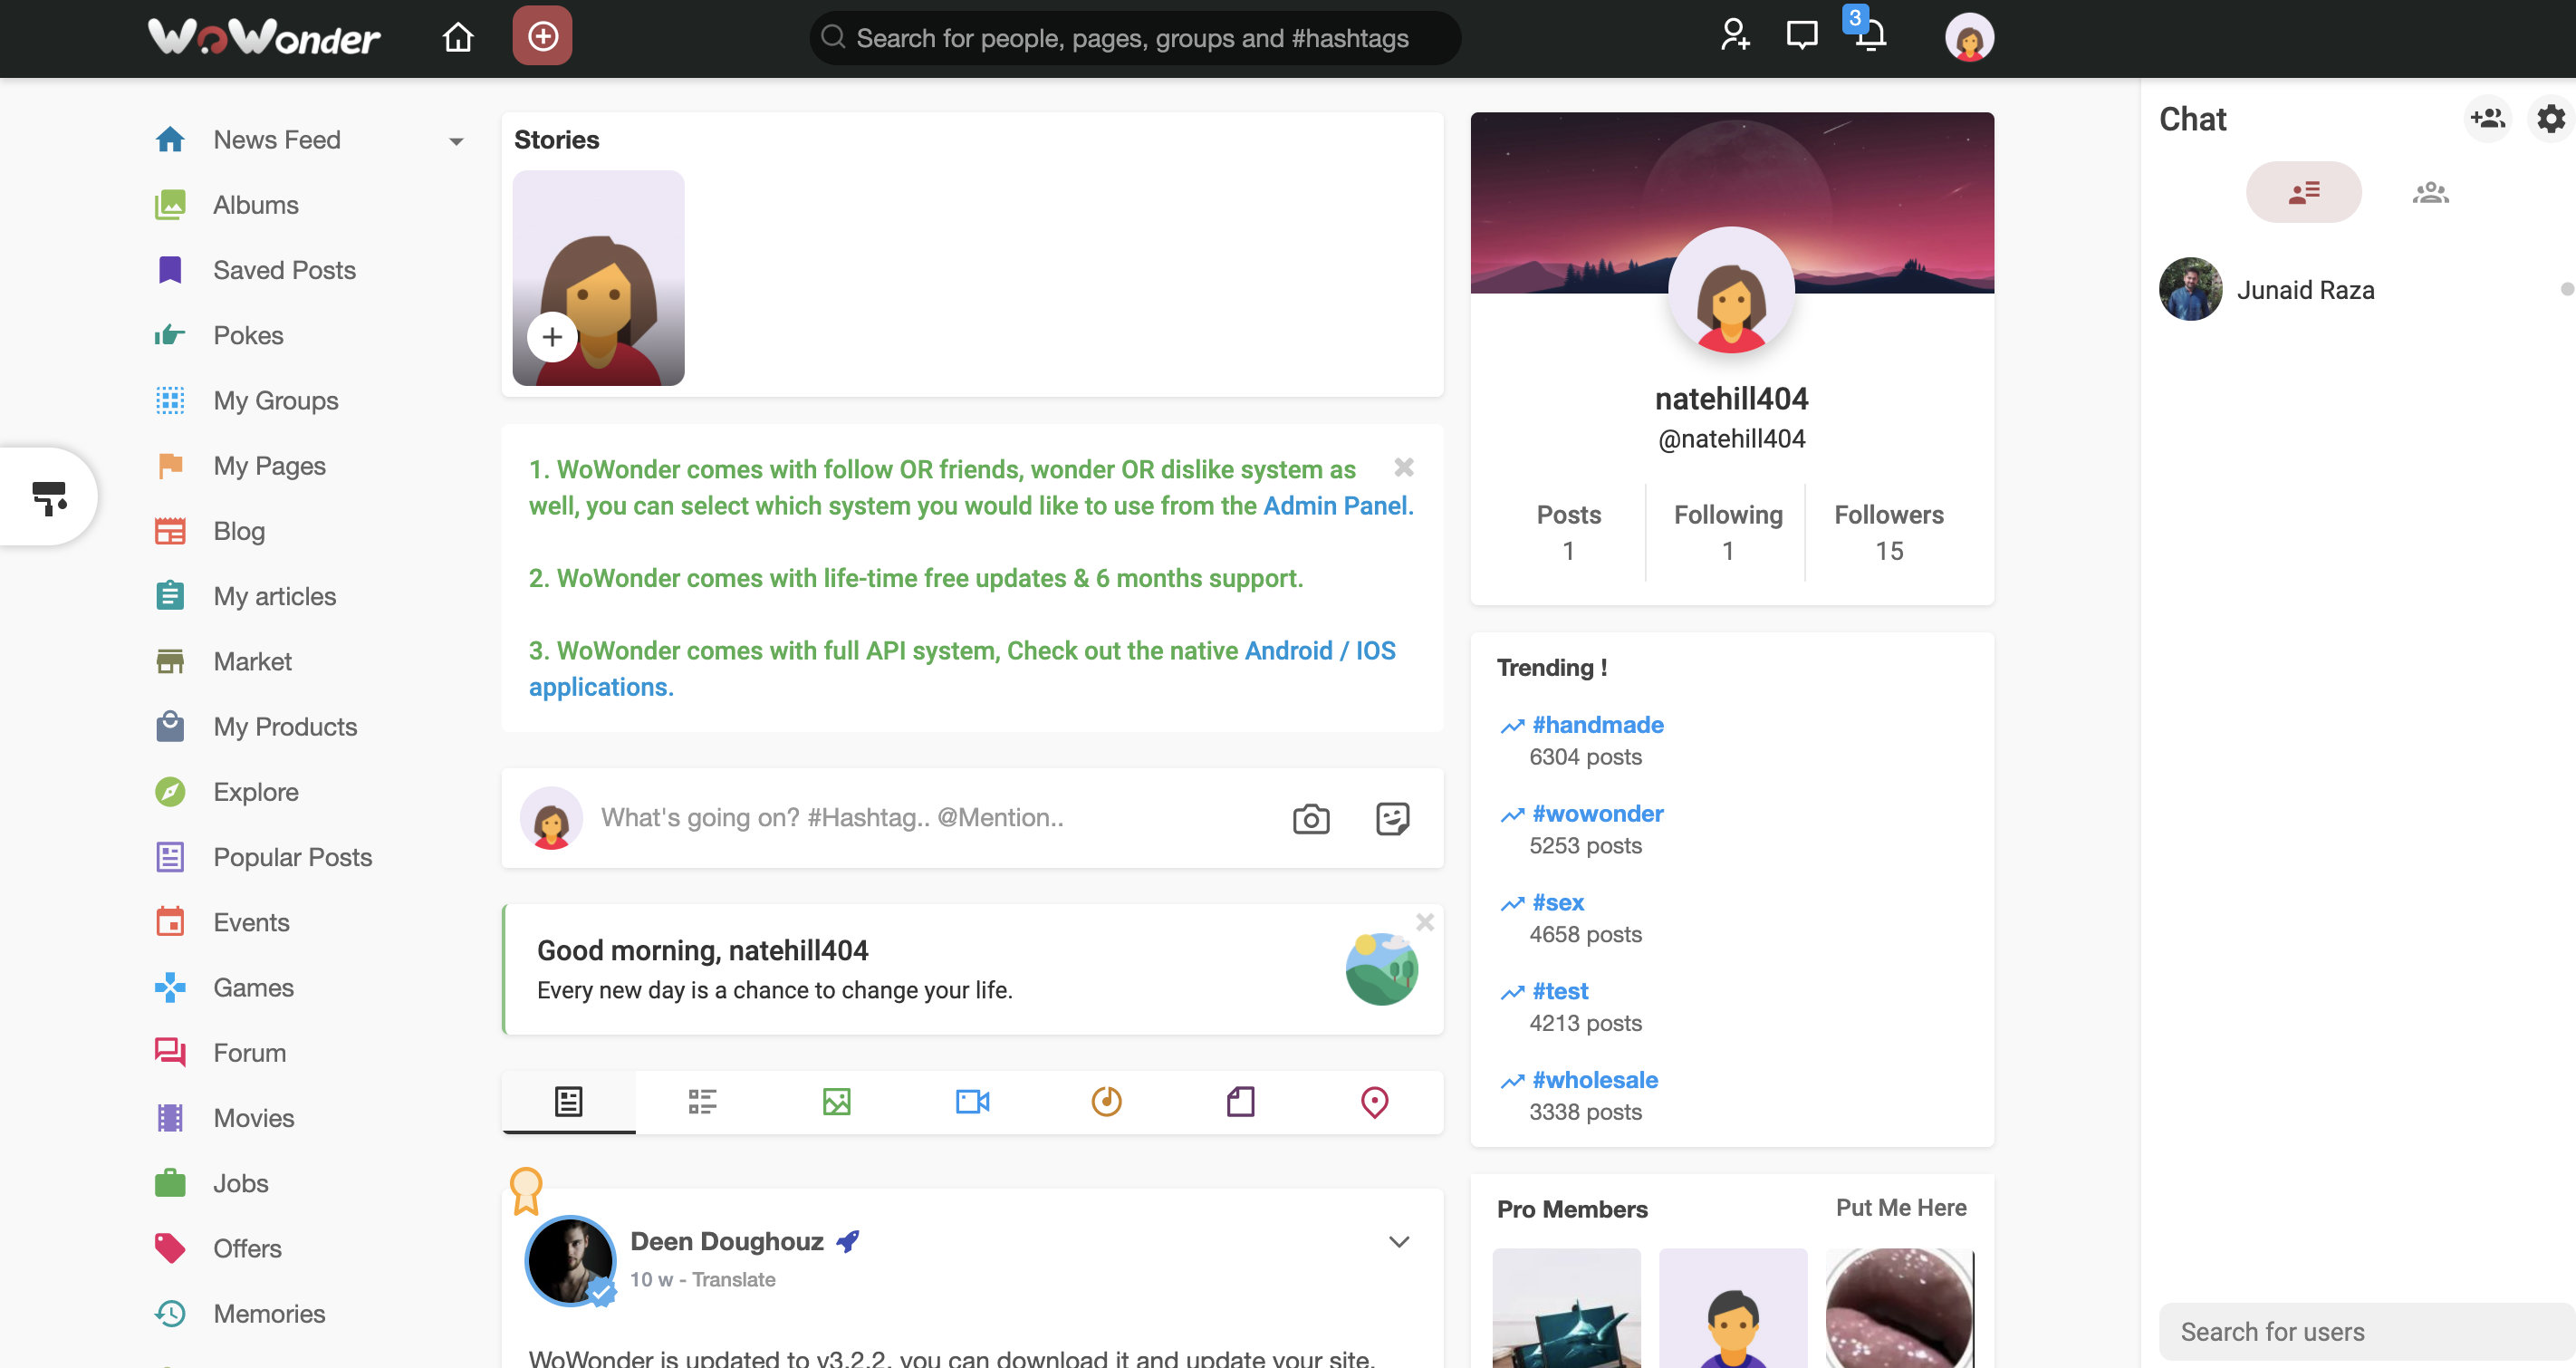 WoWonder
Search for people, pages, groups and #hashtags
3
News Feed
Albums
Saved Posts
Pokes
My Groups
My Pages
Blog
My articles
Market
My Products
Explore
Popular Posts
Events
Games
Forum
Movies
Jobs
Offers
Memories
Stories
1. WoWonder comes with follow OR friends, wonder OR dislike system as
well, you can select which system you would like to use from the Admin Panel.
2. WoWonder comes with life-time free updates & 6 months support.
3. WoWonder comes with full API system, Check out the native Android / IOS
applications.
What's going on? #Hashtag.. @Mention..
Good morning, natehill404
Every new day is a chance to change your life.
Deen Doughouz
10 w - Translate
WoWonder is updated to v3.2.2, you can download it and update your site.
natehill404
@natehill404
Posts Following Followers
1 1 15
Trending !
#handmade
6304 posts
#wowonder
5253 posts
#sex
4658 posts
#test
4213 posts
#wholesale
3338 posts
Pro Members Put Me Here
Chat
Junaid Raza
Search for users